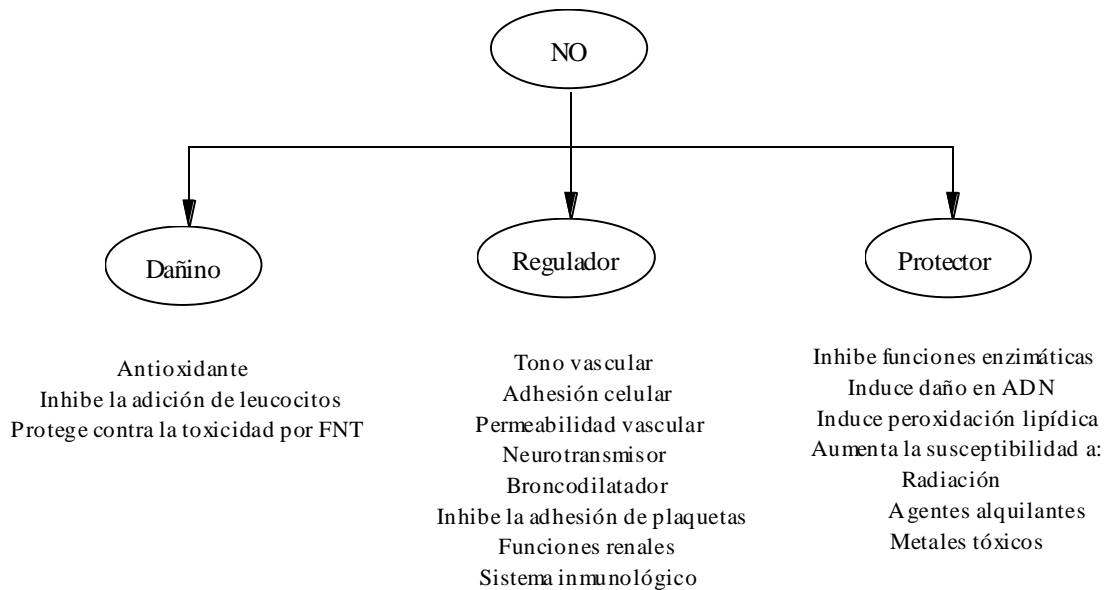 NO
Dañino
Regulador
Protector
Antioxidante
Inhibe la adición de leucocitos
Protege contra la toxicidad por FNT
Tono vascular
Adhesión celular
Permeabilidad vascular
Neurotransmisor
Broncodilatador
Inhibe la adhesión de plaquetas
Funciones renales
Sistema inmunológico
Inhibe funciones enzimáticas
Induce daño en ADN
Induce peroxidación lipídica
Aumenta la susceptibilidad a:
Radiación
Agentes alquilantes
Metales tóxicos